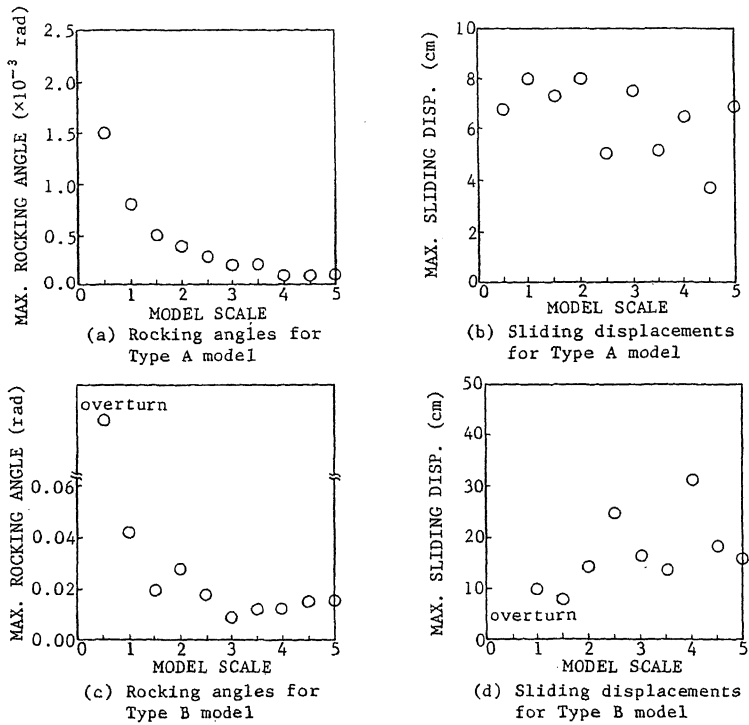 MAX. ROCKING ANGLE (×10⁻³ rad)
2.5
2.0
1.5
1.0
0.5
0.0
0 1 2 3 4 5
MODEL SCALE
(a) Rocking angles for
Type A model
MAX. SLIDING DISP. (cm)
10
8
6
4
2
0
0 1 2 3 4 5
MODEL SCALE
(b) Sliding displacements
for Type A model
MAX. ROCKING ANGLE (rad)
overturn
0.06
0.04
0.02
0.00
0 1 2 3 4 5
MODEL SCALE
(c) Rocking angles for
Type B model
MAX. SLIDING DISP. (cm)
50
40
30
20
10
overturn
0
0 1 2 3 4 5
MODEL SCALE
(d) Sliding displacements
for Type B model